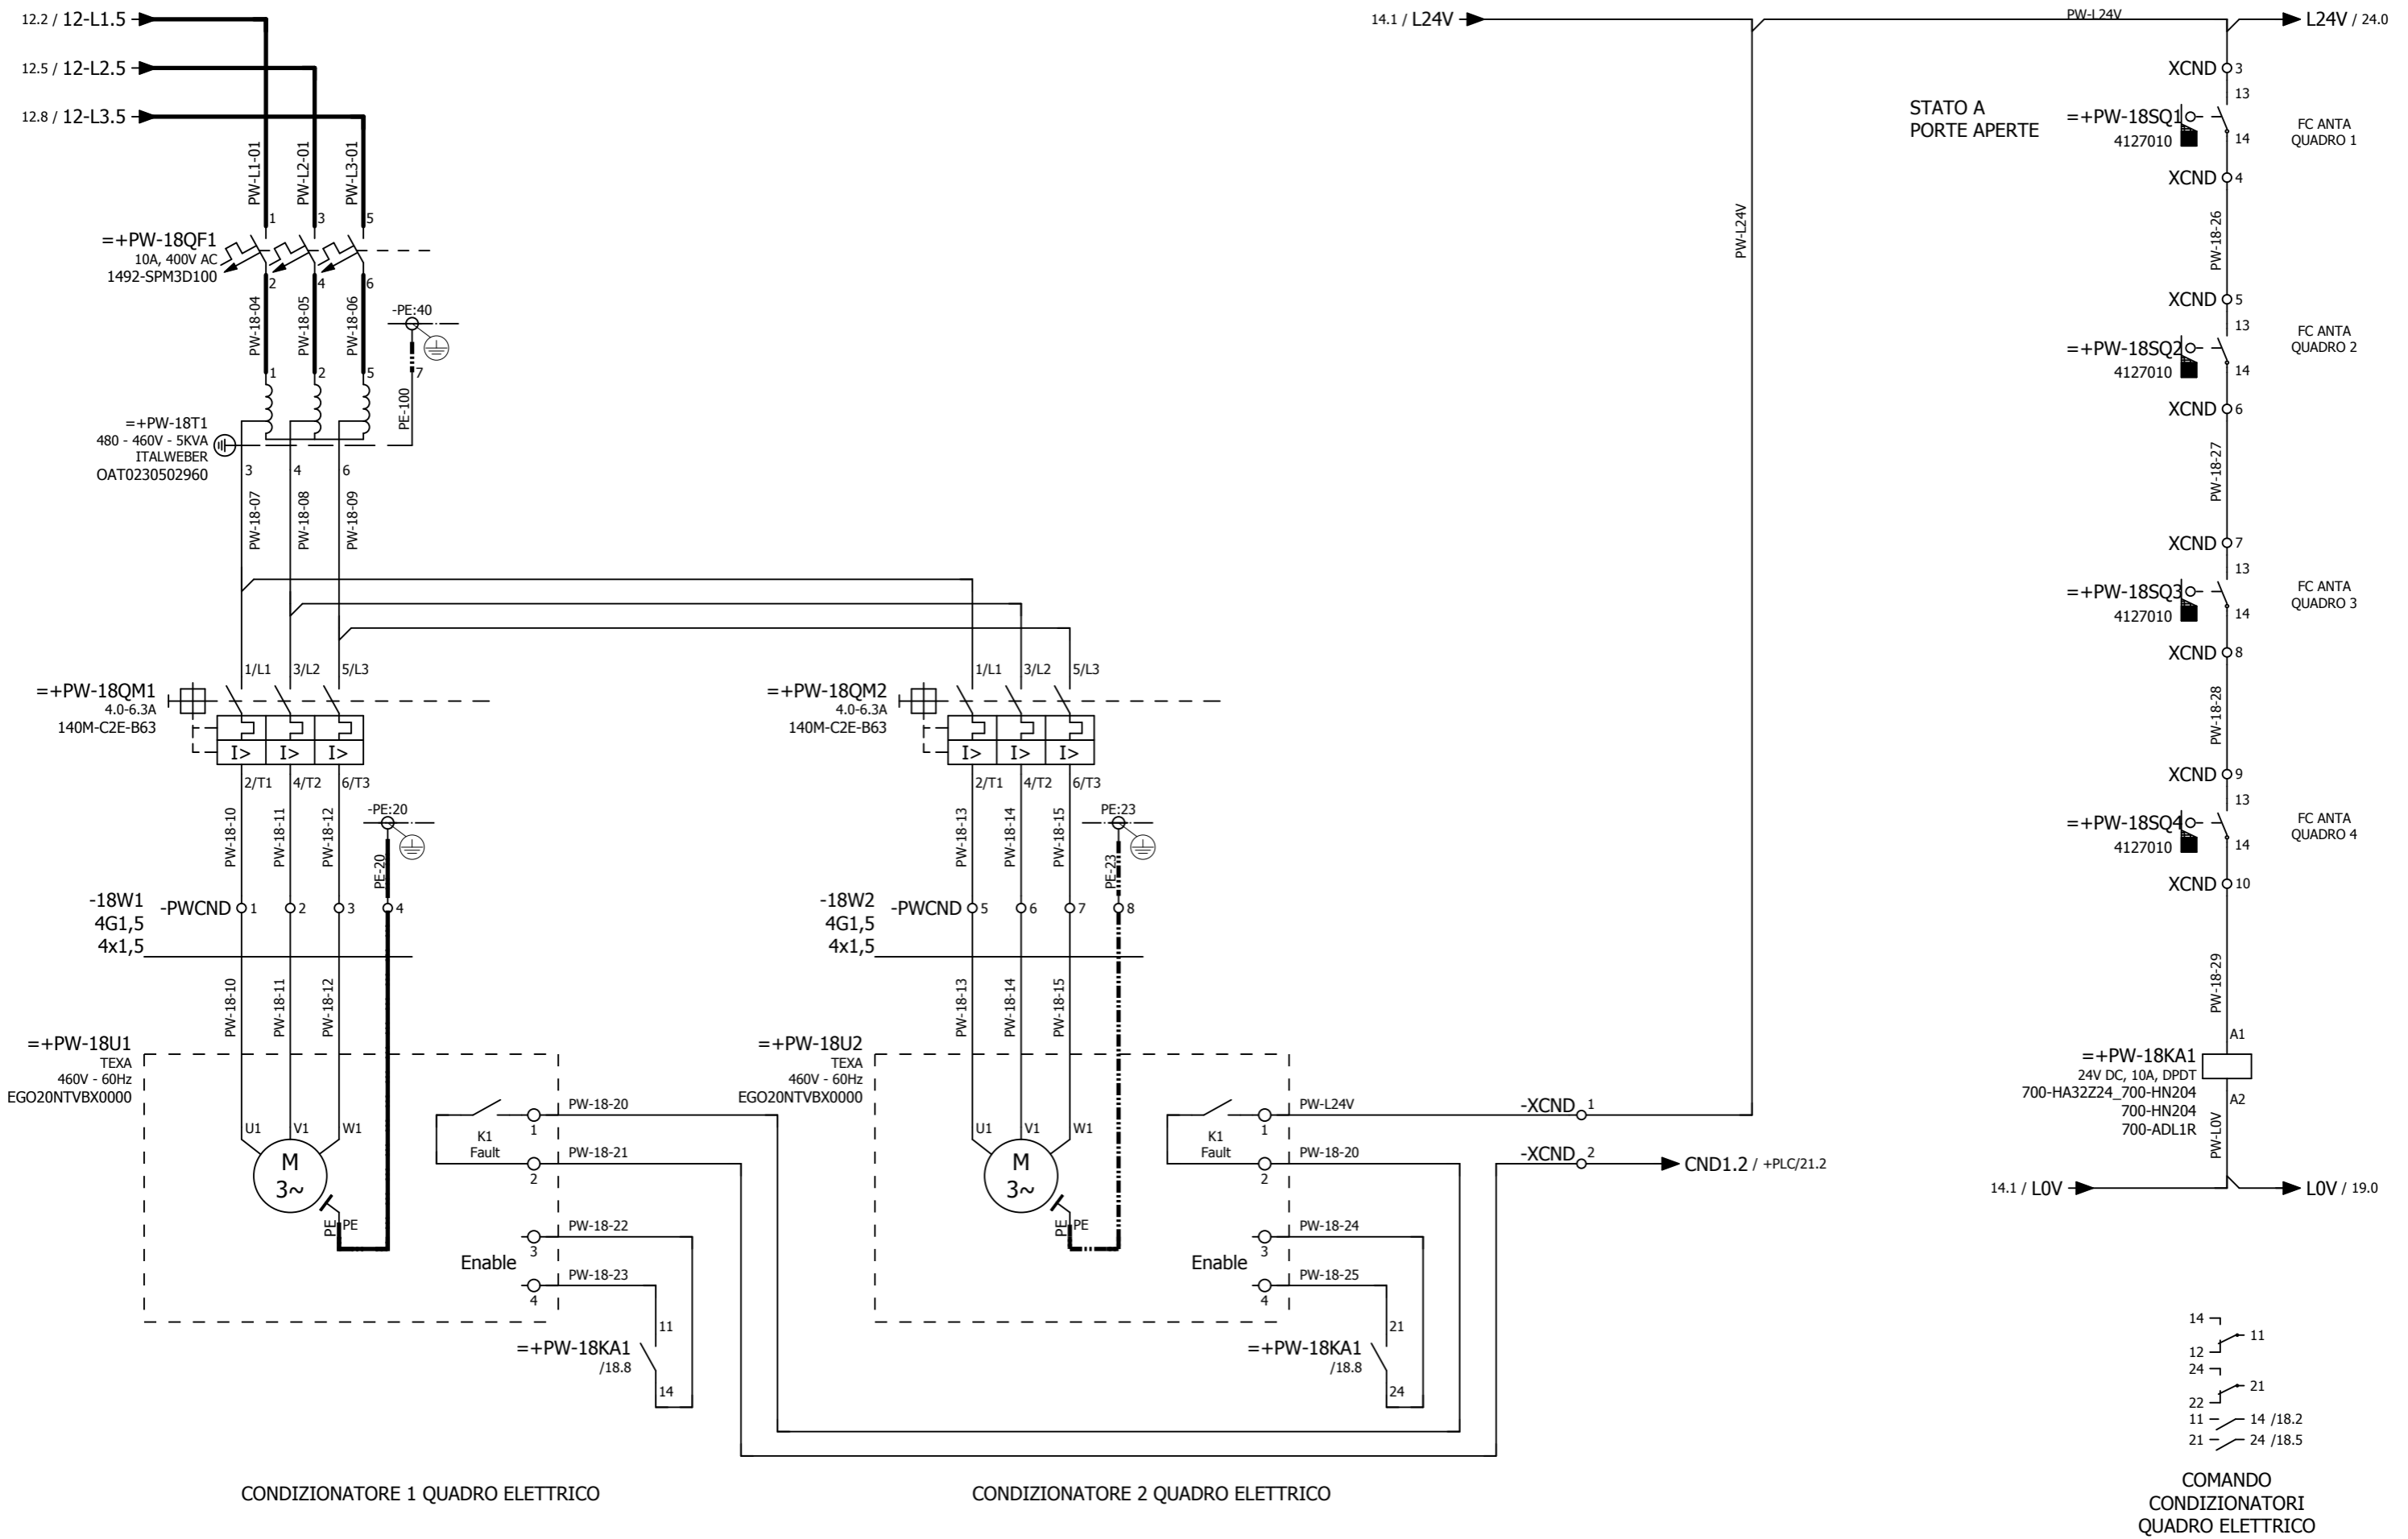 12.2 / 12-L1.5
12.5 / 12-L2.5
12.8 / 12-L3.5
14.1 / L24V
PW-L24V
L24V / 24.0
PW-L1-01
PW-L2-01
PW-L3-01
1
3
5
=+PW-18QF1
10A, 400V AC
1492-SPM3D100
2
4
6
PW-18-04
PW-18-05
PW-18-06
-PE:40
1
2
5
7
PE-100
=+PW-18T1
480 - 460V - 5KVA
ITALWEBER
OAT0230502960
3
4
6
PW-18-07
PW-18-08
PW-18-09
1/L1
3/L2
5/L3
=+PW-18QM1
4.0-6.3A
140M-C2E-B63
I>
I>
I>
2/T1
4/T2
6/T3
PW-18-10
PW-18-11
PW-18-12
-PE:20
PE-20
-18W1
4G1,5
4x1,5
-PWCND
1
2
3
4
PW-18-10
PW-18-11
PW-18-12
=+PW-18U1
TEXA
460V - 60Hz
EGO20NTVBX0000
U1
V1
W1
M
3~
PE
PE
K1
Fault
1
PW-18-20
2
PW-18-21
Enable
3
PW-18-22
4
PW-18-23
=+PW-18KA1
/18.8
11
14
CONDIZIONATORE 1 QUADRO ELETTRICO
1/L1
3/L2
5/L3
=+PW-18QM2
4.0-6.3A
140M-C2E-B63
I>
I>
I>
2/T1
4/T2
6/T3
PW-18-13
PW-18-14
PW-18-15
PE:23
PE-23
-18W2
4G1,5
4x1,5
-PWCND
5
6
7
8
PW-18-13
PW-18-14
PW-18-15
=+PW-18U2
TEXA
460V - 60Hz
EGO20NTVBX0000
U1
V1
W1
M
3~
PE
PE
K1
Fault
1
PW-L24V
2
PW-18-20
Enable
3
PW-18-24
4
PW-18-25
=+PW-18KA1
/18.8
21
24
CONDIZIONATORE 2 QUADRO ELETTRICO
PW-L24V
-XCND 1
-XCND 2
CND1.2 / +PLC/21.2
STATO A
PORTE APERTE
XCND 3
13
=+PW-18SQ1
4127010
14
FC ANTA
QUADRO 1
XCND 4
PW-18-26
XCND 5
13
=+PW-18SQ2
4127010
14
FC ANTA
QUADRO 2
XCND 6
PW-18-27
XCND 7
13
=+PW-18SQ3
4127010
14
FC ANTA
QUADRO 3
XCND 8
PW-18-28
XCND 9
13
=+PW-18SQ4
4127010
14
FC ANTA
QUADRO 4
XCND 10
PW-18-29
A1
=+PW-18KA1
24V DC, 10A, DPDT
700-HA32Z24_700-HN204
700-HN204
700-ADL1R
A2
PW-L0V
14.1 / L0V
L0V / 19.0
14
11
12
24
21
22
11 14 /18.2
21 24 /18.5
COMANDO
CONDIZIONATORI
QUADRO ELETTRICO